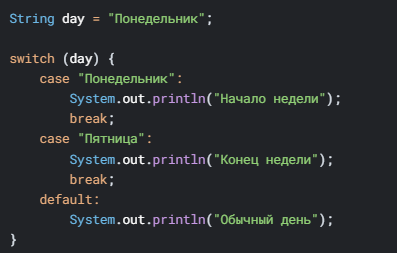 String day = "Понедельник";

switch (day) {
    case "Понедельник":
        System.out.println("Начало недели");
        break;
    case "Пятница":
        System.out.println("Конец недели");
        break;
    default:
        System.out.println("Обычный день");
}